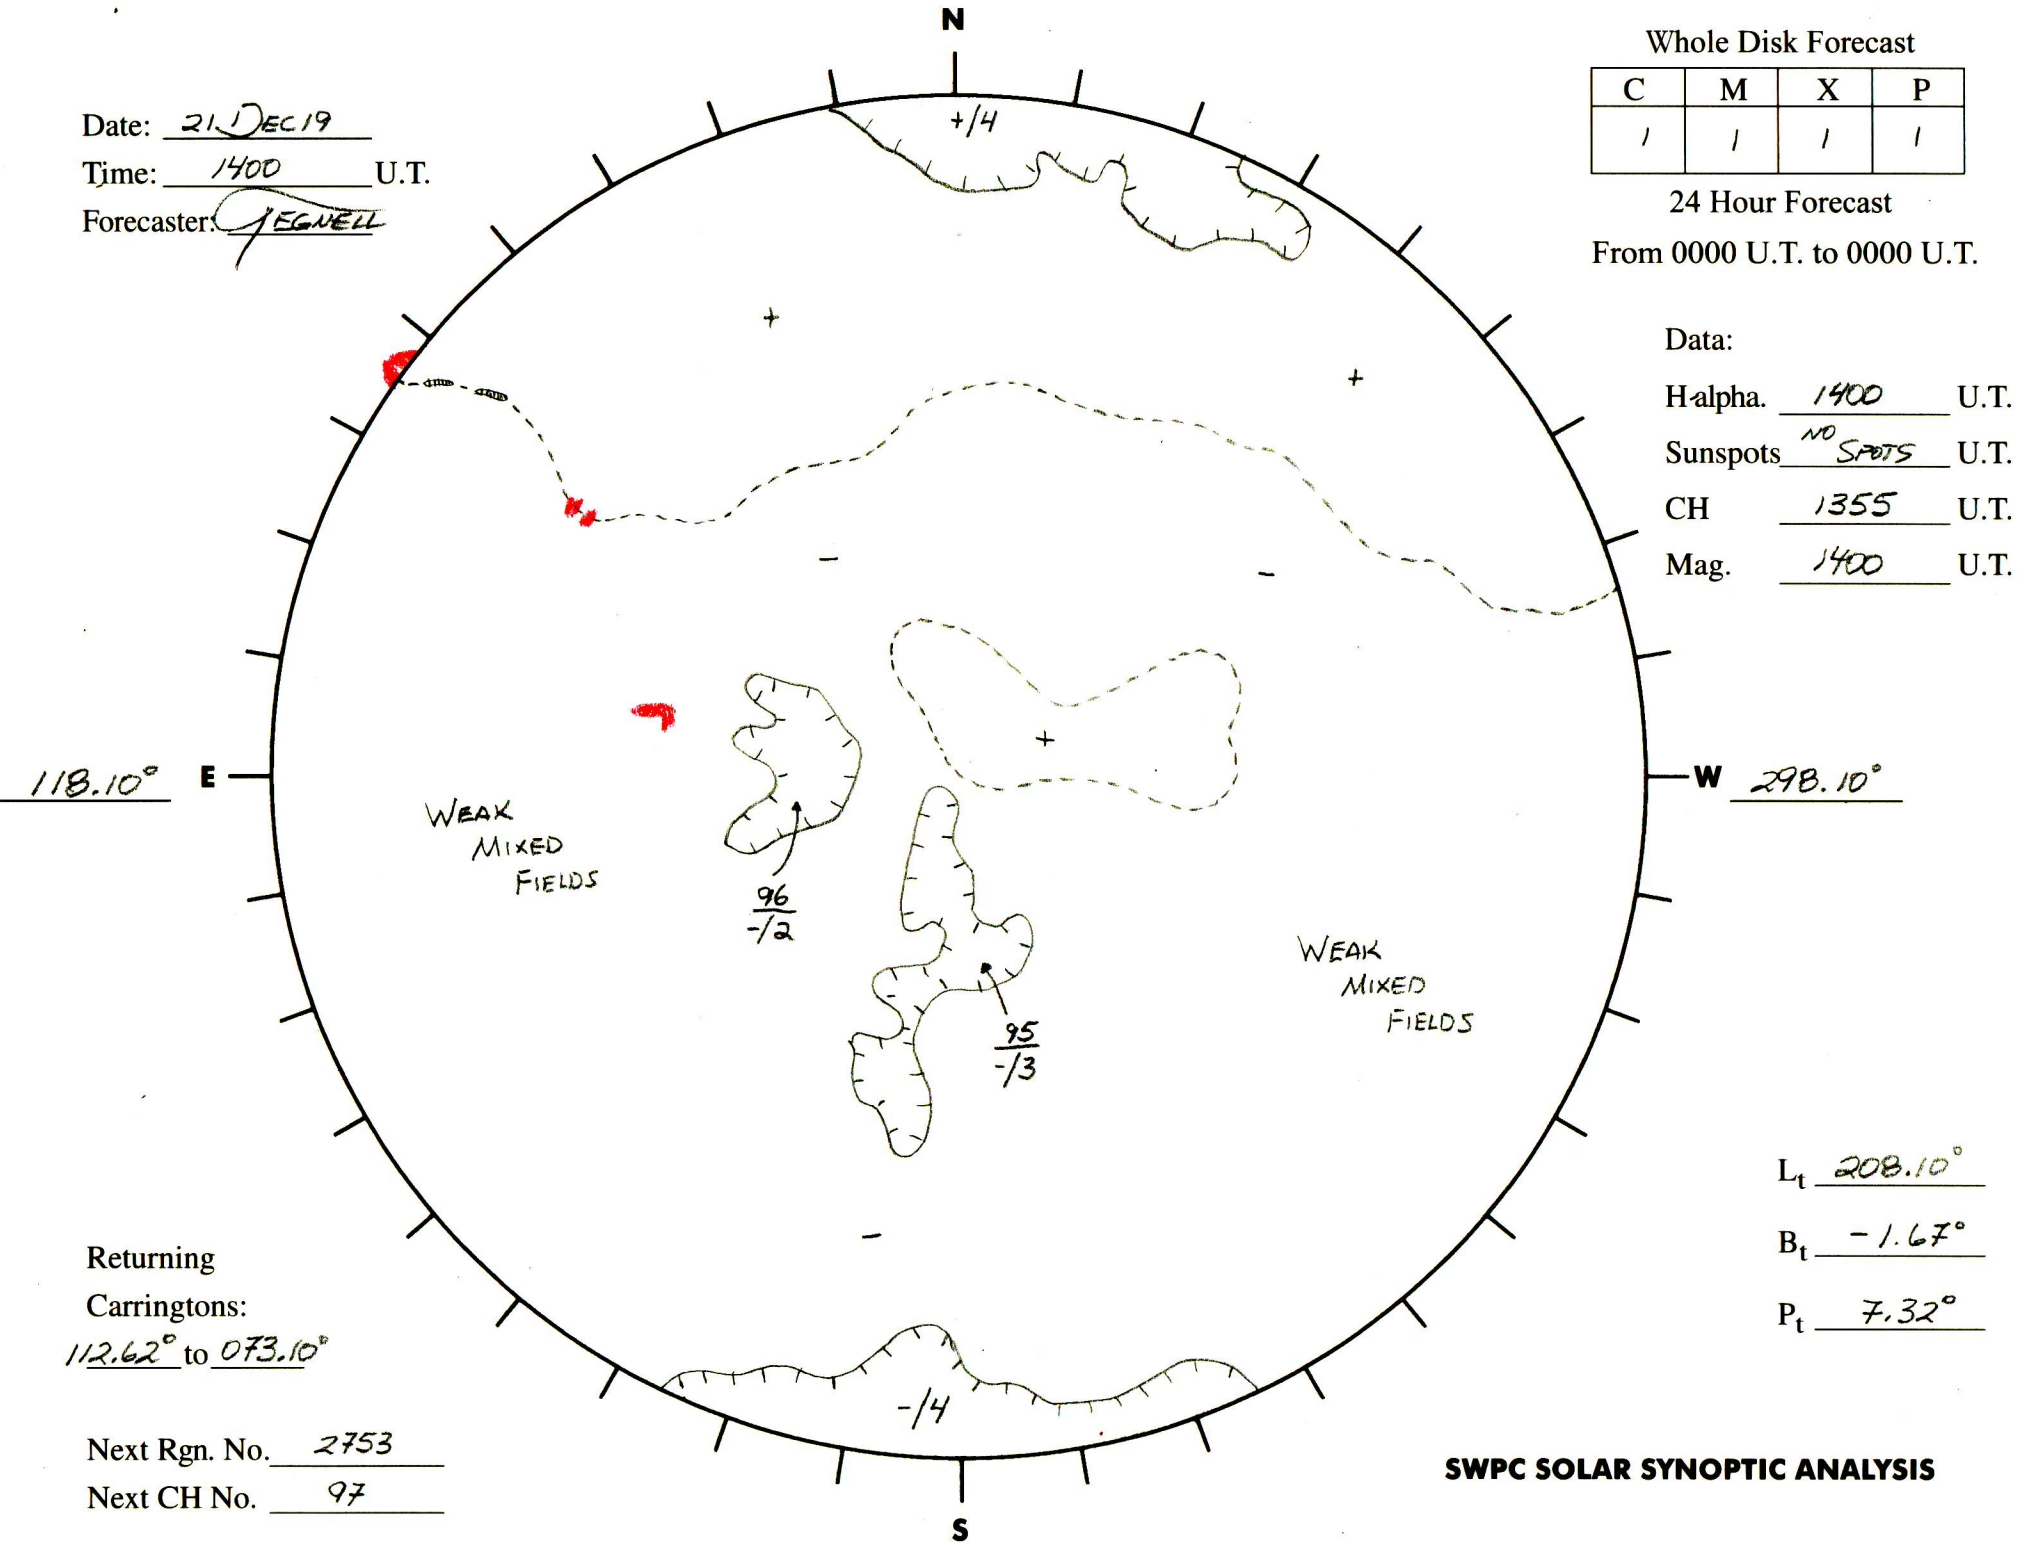 N
Whole Disk Forecast
C M X P
1 1 1 1
24 Hour Forecast
From 0000 U.T. to 0000 U.T.
Date: 21 DEC 19
Time: 1400 U.T.
Forecaster: TEGNELL
+/4
+
+
Data:
H-alpha. 1400 U.T.
Sunspots NO SPOTS U.T.
CH 1355 U.T.
Mag. 1400 U.T.
-
-
+
118.10° E
W 298.10°
WEAK
MIXED
FIELDS
96
-/2
WEAK
MIXED
FIELDS
95
-/3
Lt 208.10°
Bt -1.67°
Pt 7.32°
-
Returning
Carringtons:
112.62° to 073.10°
-/4
Next Rgn. No. 2753
Next CH No. 97
SWPC SOLAR SYNOPTIC ANALYSIS
S